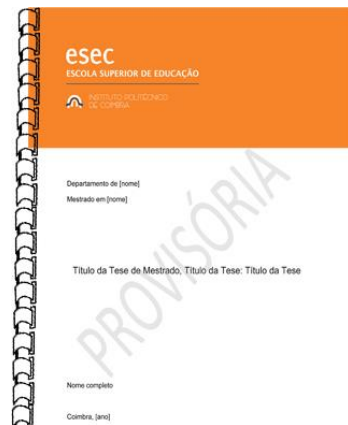 esec
ESCOLA SUPERIOR DE EDUCAÇÃO
INSTITUTO POLITÉCNICO
DE COIMBRA
Departamento de [nome]
Mestrado em [nome]
PROVISÓRIA
Título da Tese de Mestrado, Título da Tese: Título da Tese
Nome completo
Coimbra, [ano]